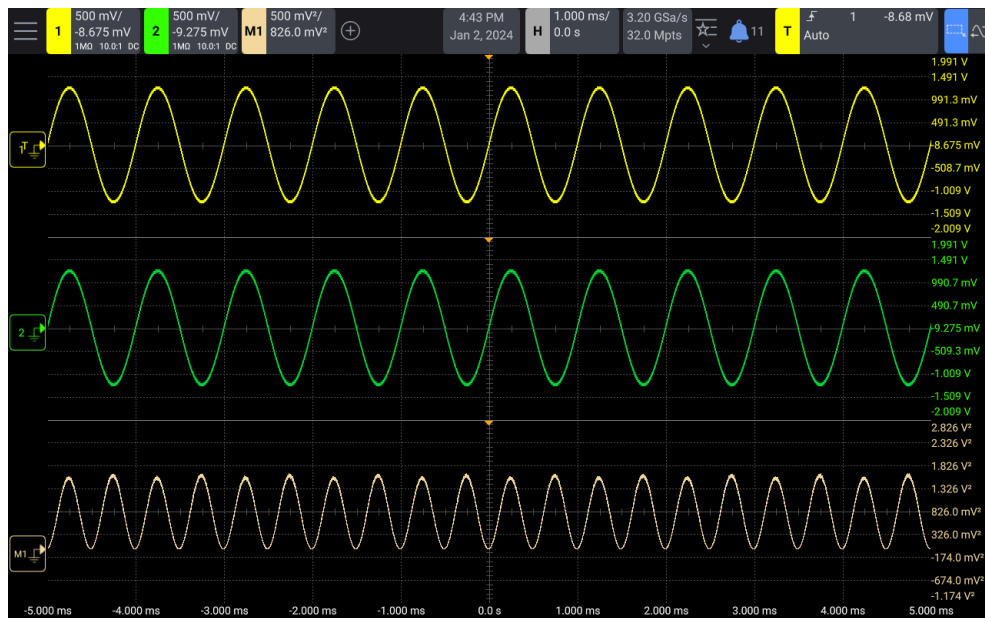 1 500 mV/ -8.675 mV 1MΩ 10.0:1 DC
2 500 mV/ -9.275 mV 1MΩ 10.0:1 DC
M1 500 mV²/ 826.0 mV²
4:43 PM
Jan 2, 2024
H 1.000 ms/ 0.0 s
3.20 GSa/s
32.0 Mpts
11
T 1 -8.68 mV
Auto
1.991 V
1.491 V
991.3 mV
491.3 mV
1T
-8.675 mV
-508.7 mV
-1.009 V
-1.509 V
-2.009 V
1.991 V
1.491 V
990.7 mV
490.7 mV
2
-9.275 mV
-509.3 mV
-1.009 V
-1.509 V
-2.009 V
2.826 V²
2.326 V²
1.826 V²
1.326 V²
826.0 mV²
326.0 mV²
M1
-174.0 mV²
-674.0 mV²
-1.174 V²
-5.000 ms -4.000 ms -3.000 ms -2.000 ms -1.000 ms 0.0 s 1.000 ms 2.000 ms 3.000 ms 4.000 ms 5.000 ms